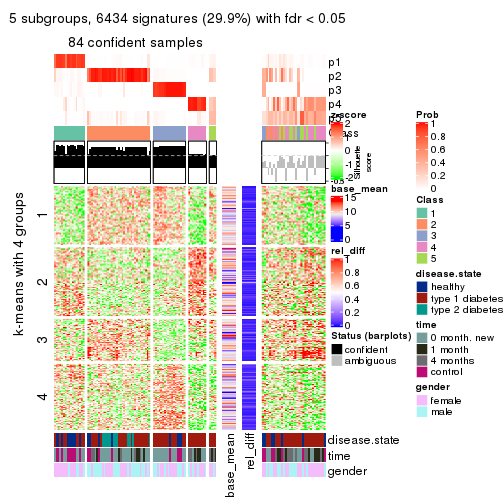 5 subgroups, 6434 signatures (29.9%) with fdr < 0.05
84 confident samples
p1
p2
p3
p4
z-score
2
1
0
-1
-2
Silhouette
score
base_mean
15
10
5
0
rel_diff
1
0.8
0.6
0.4
0.2
0
Status (barplots)
confident
ambiguous
Prob
1
0.8
0.6
0.4
0.2
0
Class
1
2
3
4
5
disease.state
healthy
type 1 diabetes
type 2 diabetes
time
0 month. new
1 month
4 months
control
gender
female
male
k-means with 4 groups
1
2
3
4
base_mean
rel_diff
disease.state
time
gender